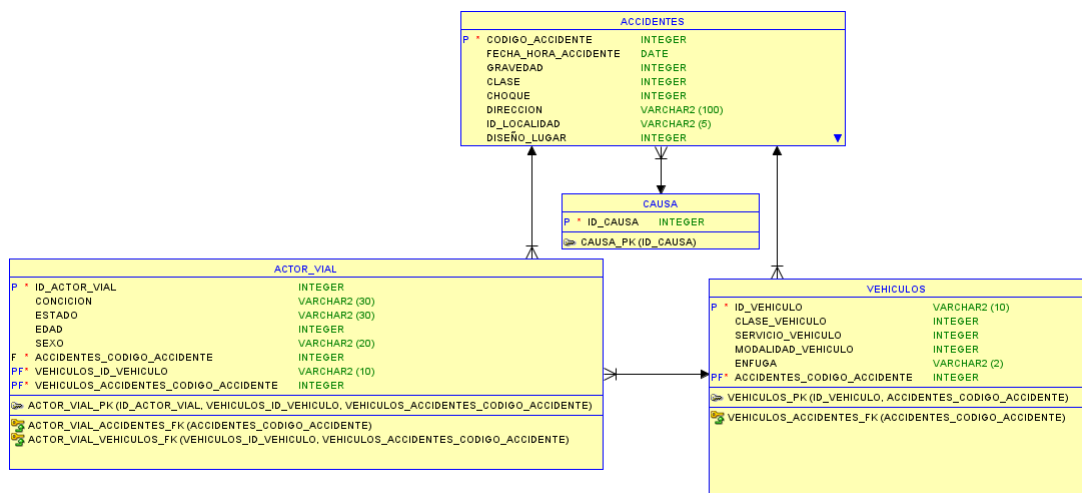 ACCIDENTES
P * CODIGO_ACCIDENTE INTEGER
FECHA_HORA_ACCIDENTE DATE
GRAVEDAD INTEGER
CLASE INTEGER
CHOQUE INTEGER
DIRECCION VARCHAR2 (100)
ID_LOCALIDAD VARCHAR2 (5)
DISEÑO_LUGAR INTEGER
CAUSA
P * ID_CAUSA INTEGER
CAUSA_PK (ID_CAUSA)
ACTOR_VIAL
P * ID_ACTOR_VIAL INTEGER
CONCICION VARCHAR2 (30)
ESTADO VARCHAR2 (30)
EDAD INTEGER
SEXO VARCHAR2 (20)
F * ACCIDENTES_CODIGO_ACCIDENTE INTEGER
PF* VEHICULOS_ID_VEHICULO VARCHAR2 (10)
PF* VEHICULOS_ACCIDENTES_CODIGO_ACCIDENTE INTEGER
ACTOR_VIAL_PK (ID_ACTOR_VIAL, VEHICULOS_ID_VEHICULO, VEHICULOS_ACCIDENTES_CODIGO_ACCIDENTE)
ACTOR_VIAL_ACCIDENTES_FK (ACCIDENTES_CODIGO_ACCIDENTE)
ACTOR_VIAL_VEHICULOS_FK (VEHICULOS_ID_VEHICULO, VEHICULOS_ACCIDENTES_CODIGO_ACCIDENTE)
VEHICULOS
P * ID_VEHICULO VARCHAR2 (10)
CLASE_VEHICULO INTEGER
SERVICIO_VEHICULO INTEGER
MODALIDAD_VEHICULO INTEGER
ENFUGA VARCHAR2 (2)
PF* ACCIDENTES_CODIGO_ACCIDENTE INTEGER
VEHICULOS_PK (ID_VEHICULO, ACCIDENTES_CODIGO_ACCIDENTE)
VEHICULOS_ACCIDENTES_FK (ACCIDENTES_CODIGO_ACCIDENTE)